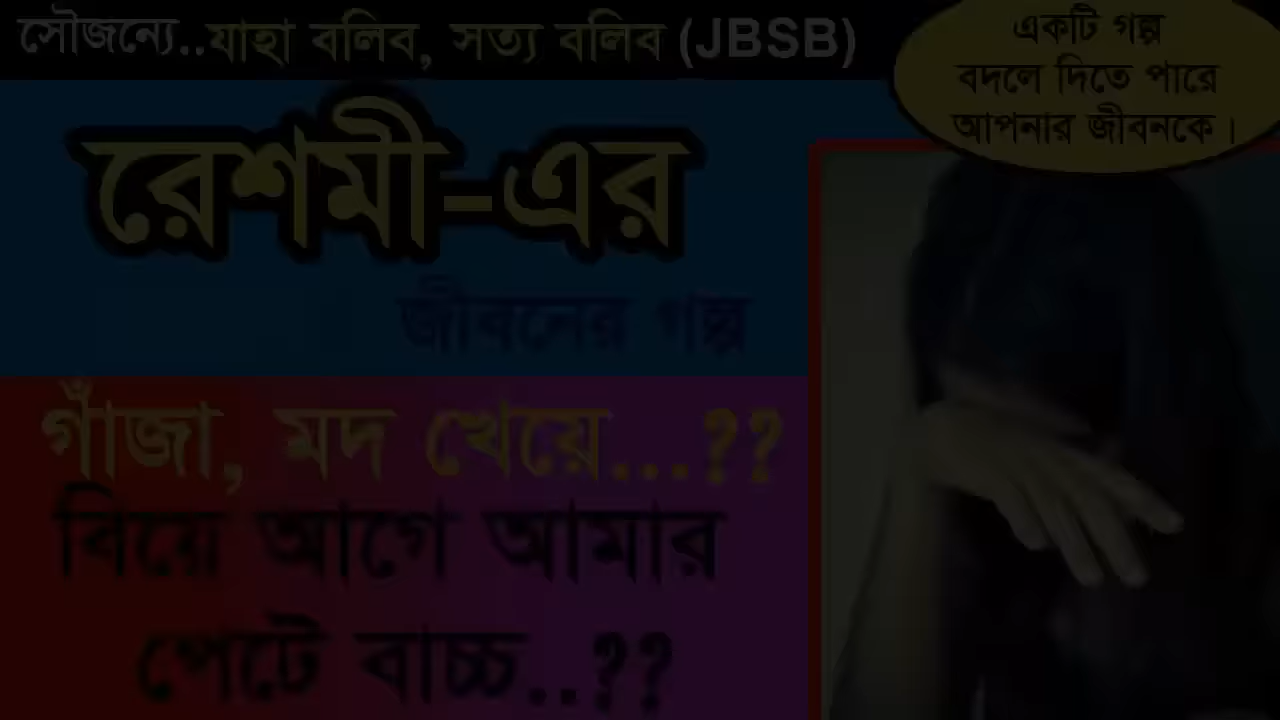 সৌজন্যে..যাহা বলিব, সত্য বলিব (JBSB)
একটি গল্প
বদলে দিতে পারে
আপনার জীবনকে।
রেশমী-এর
জীবনের গল্প
গাঁজা, মদ খেয়ে...??
বিয়ে আগে আমার
পেটে বাচ্চ..??